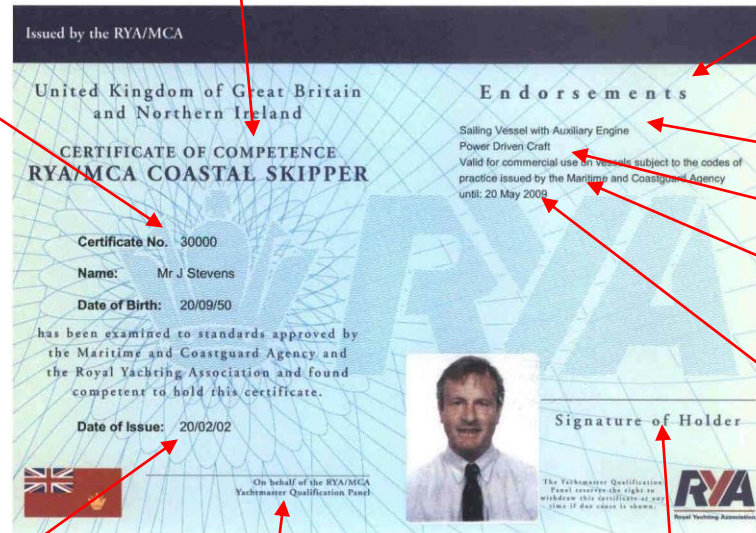 Issued by the RYA/MCA
United Kingdom of Great Britain
and Northern Ireland
CERTIFICATE OF COMPETENCE
RYA/MCA COASTAL SKIPPER
Certificate No. 30000
Name: Mr J Stevens
Date of Birth: 20/09/50
has been examined to standards approved by
the Maritime and Coastguard Agency and
the Royal Yachting Association and found
competent to hold this certificate.
Date of Issue: 20/02/02
On behalf of the RYA/MCA
Yachtmaster Qualification Panel
Endorsements
Sailing Vessel with Auxiliary Engine
Power Driven Craft
Valid for commercial use on vessels subject to the codes of
practice issued by the Maritime and Coastguard Agency
until: 20 May 2009
RYA
Signature of Holder
The Yachtmaster Qualification
Panel reserves the right to
withdraw this certificate at any
time if due cause is shown.
RYA
Royal Yachting Association